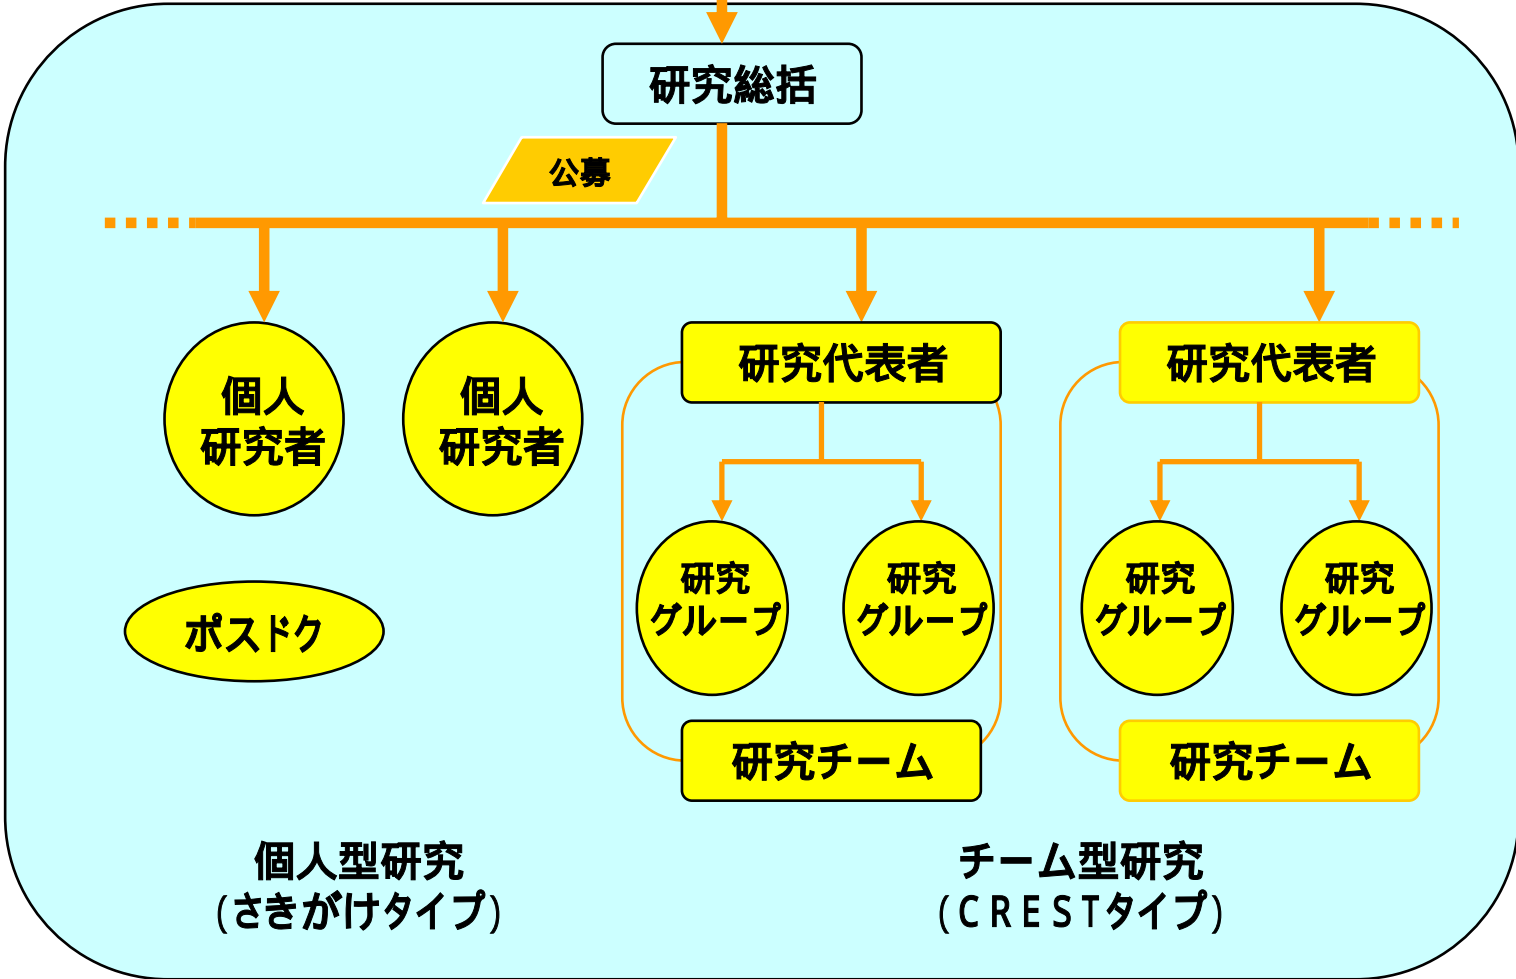 研究総括
公募
個人
研究者
個人
研究者
研究代表者
研究代表者
研究
グループ
研究
グループ
研究
グループ
研究
グループ
ポスドク
研究チーム
研究チーム
個人型研究
(さきがけタイプ)
チーム型研究
(CRESTタイプ)